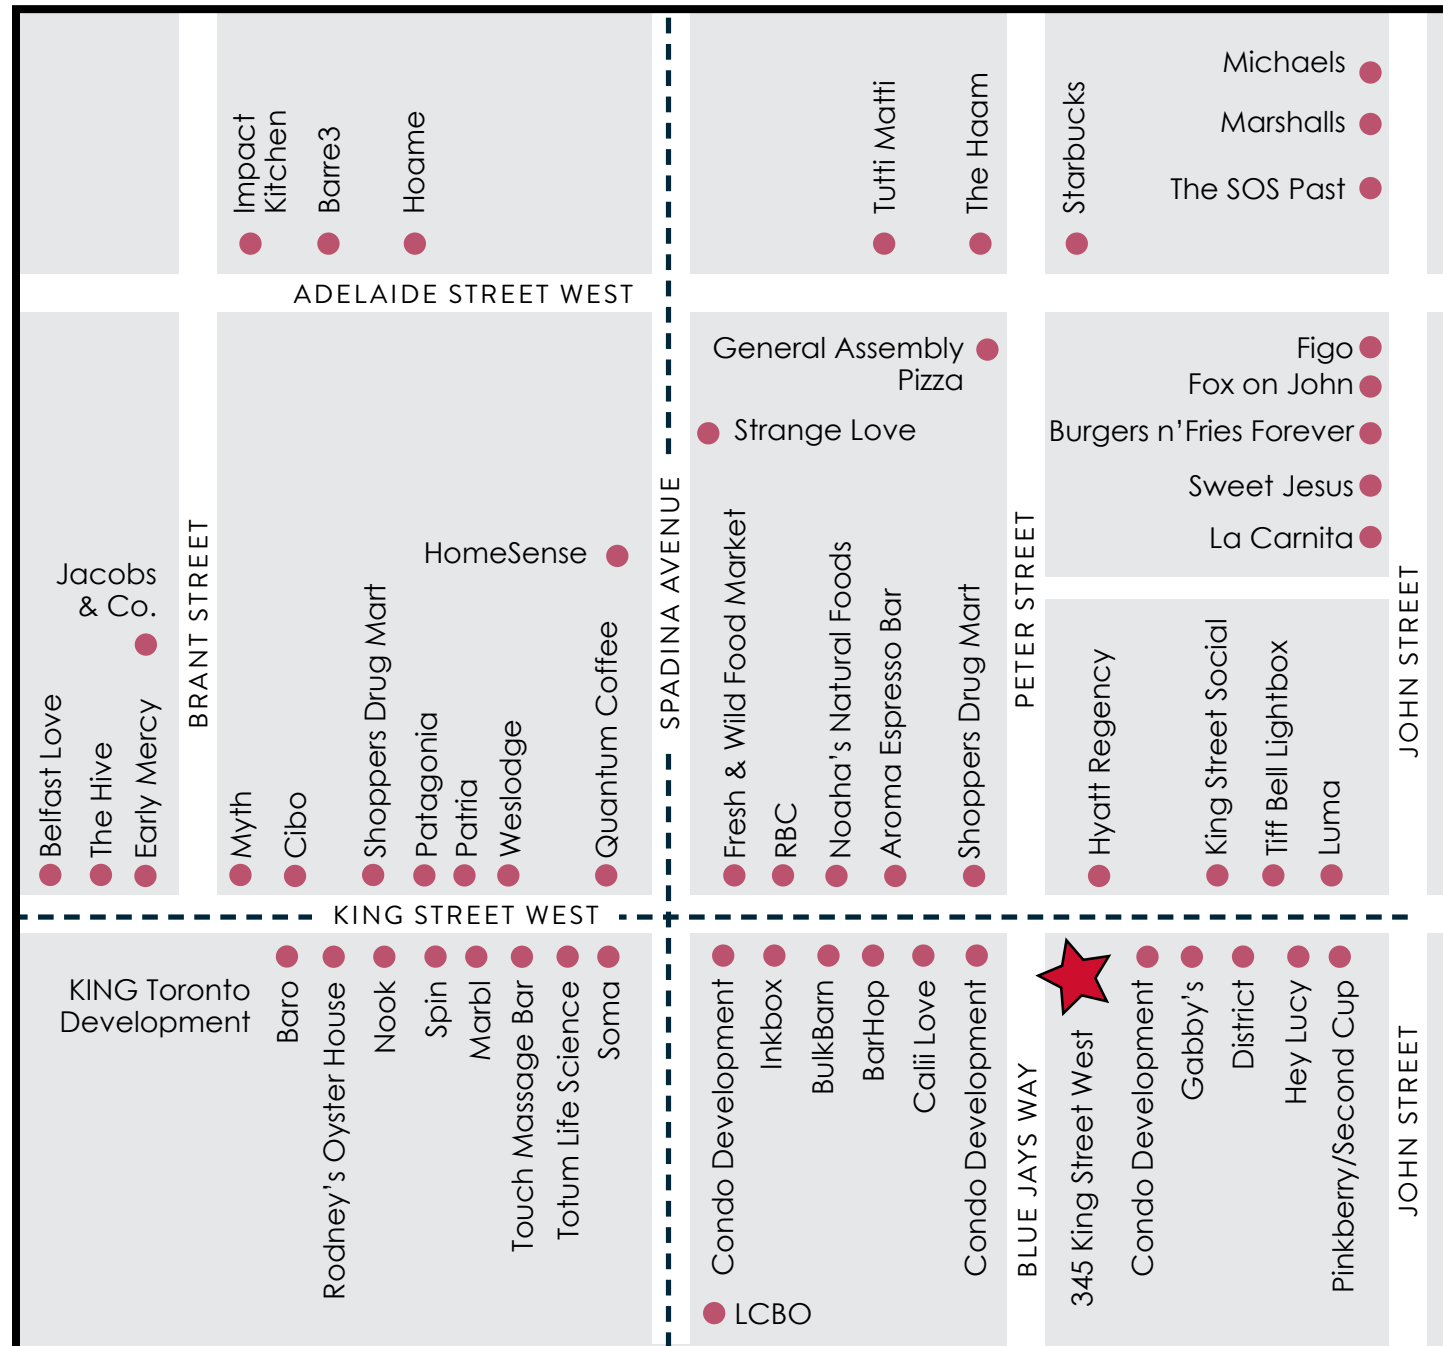 Impact
Kitchen
Barre3
Hoame
Tutti Matti
The Haam
Starbucks
Michaels
Marshalls
The SOS Past
ADELAIDE STREET WEST
General Assembly
Pizza
Strange Love
Figo
Fox on John
Burgers n'Fries Forever
Sweet Jesus
La Carnita
BRANT STREET
SPADINA AVENUE
PETER STREET
JOHN STREET
HomeSense
Jacobs
& Co.
Belfast Love
The Hive
Early Mercy
Myth
Cibo
Shoppers Drug Mart
Patagonia
Patria
Weslodge
Quantum Coffee
Fresh & Wild Food Market
RBC
Noaha's Natural Foods
Aroma Espresso Bar
Shoppers Drug Mart
Hyatt Regency
King Street Social
Tiff Bell Lightbox
Luma
KING STREET WEST
KING Toronto
Development
Baro
Rodney's Oyster House
Nook
Spin
Marbl
Touch Massage Bar
Totum Life Science
Soma
Condo Development
Inkbox
BulkBarn
BarHop
Calii Love
Condo Development
BLUE JAYS WAY
345 King Street West
Condo Development
Gabby's
District
Hey Lucy
Pinkberry/Second Cup
JOHN STREET
LCBO